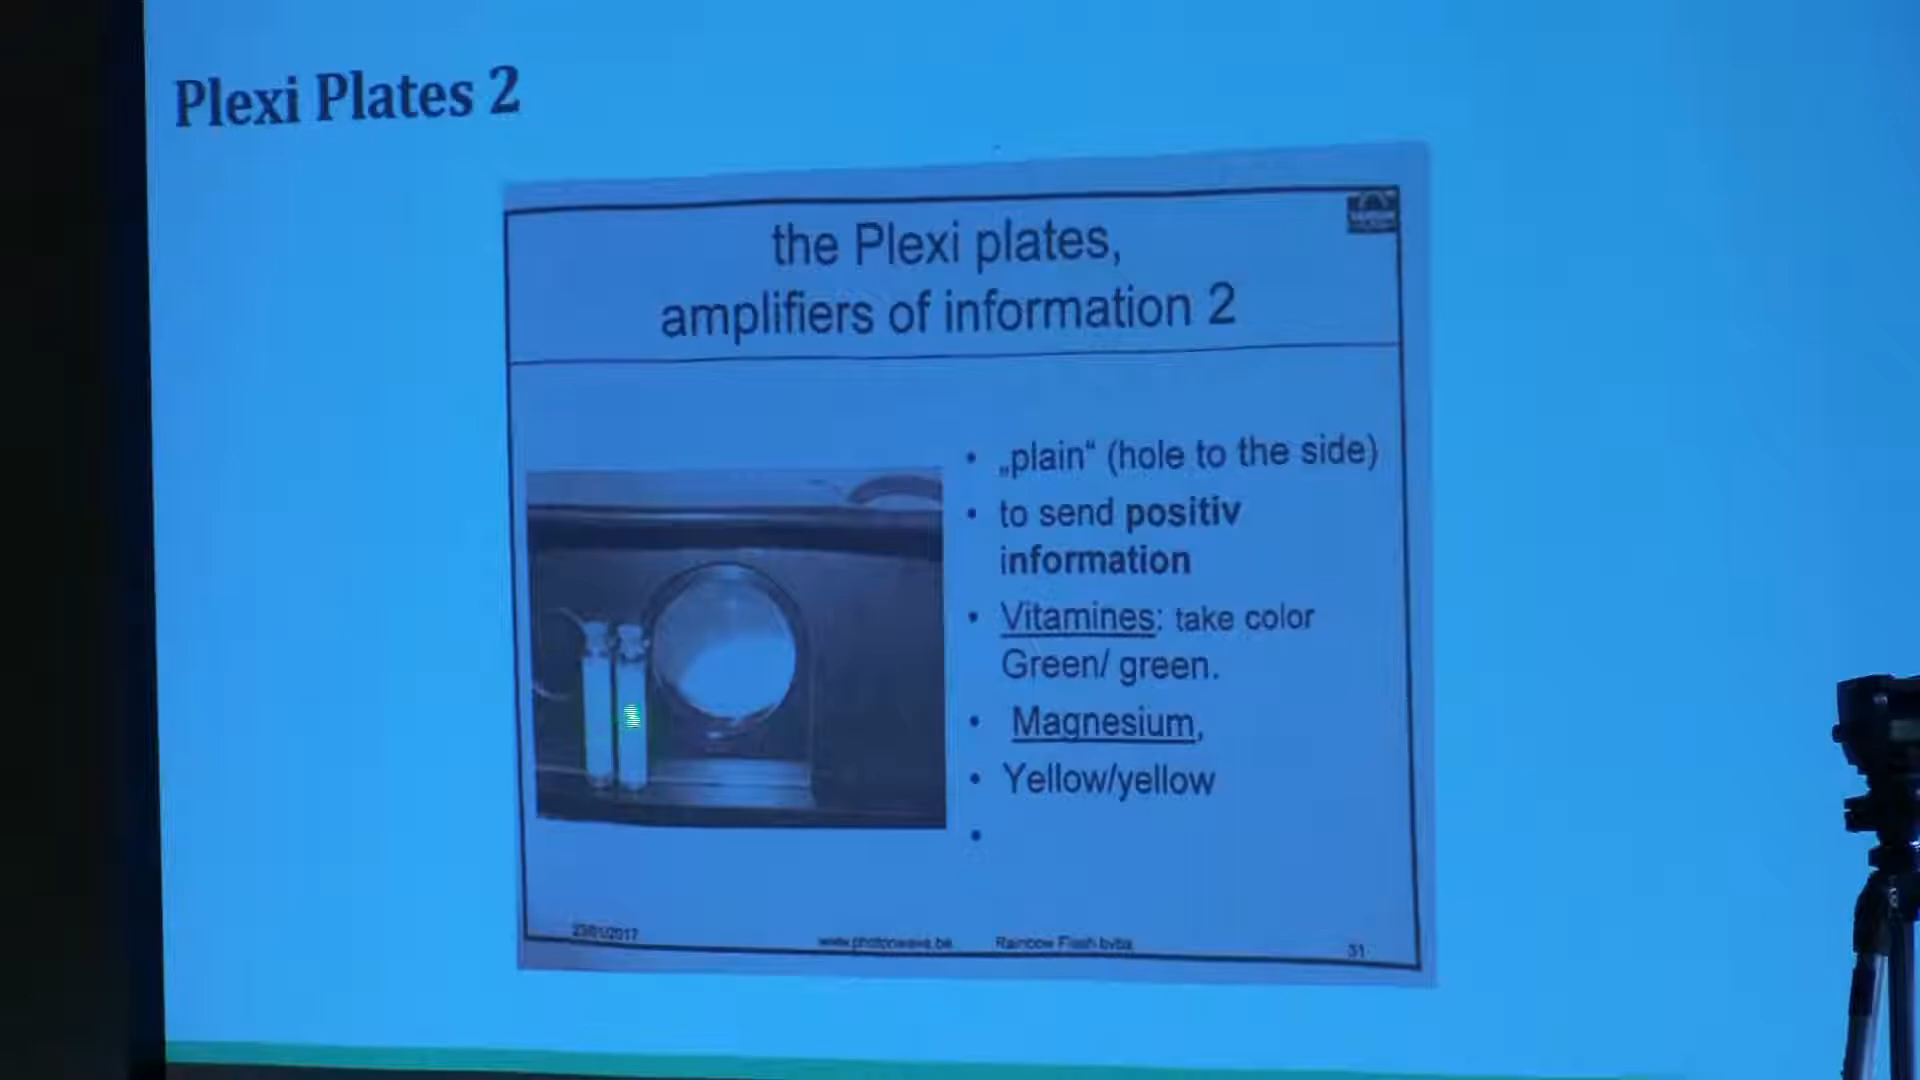 Plexi Plates 2
the Plexi plates,
amplifiers of information 2
• „plain“ (hole to the side)
• to send positiv
information
• Vitamines: take color
Green/ green.
• Magnesium,
• Yellow/yellow
•
23/01/2017 www.photonwave.be Rainbow Flash bvba 31